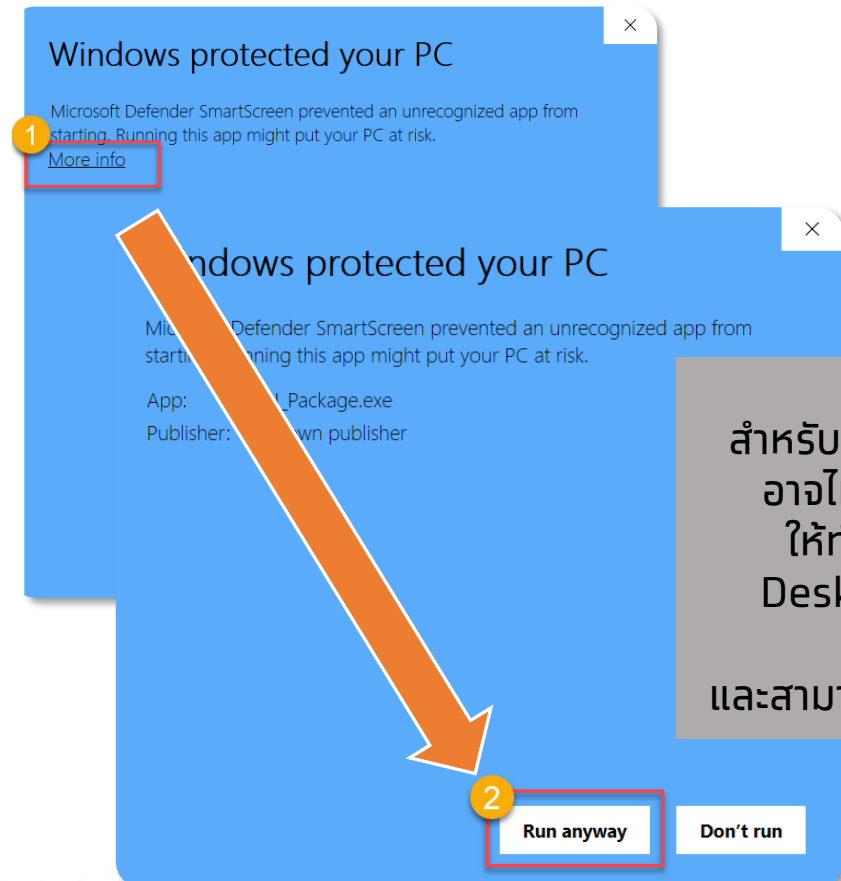 Windows protected your PC
Microsoft Defender SmartScreen prevented an unrecognized app from
1
starting. Running this app might put your PC at risk.
More info
ndows protected your PC
Defender SmartScreen prevented an unrecognized app from
this app might put your PC at risk.
App: _Package.exe
Publisher: wn publisher
สำหรับ
2
Run anyway
Don't run